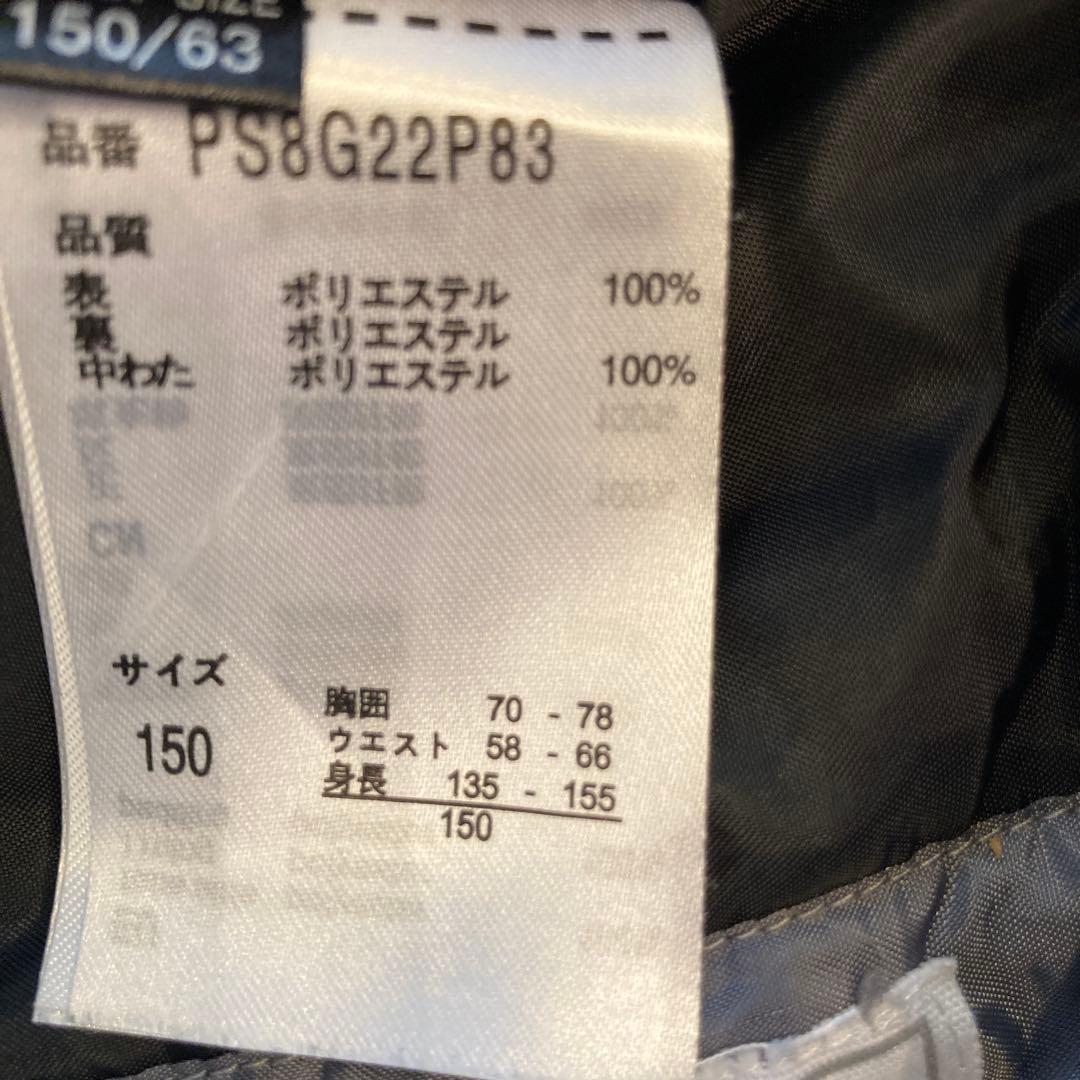 SIZE
150/63
品番 PS8G22P83
品質
表 ポリエステル 100%
裏 ポリエステル
中わた ポリエステル 100%
サイズ
150
胸囲 70 - 78
ウエスト 58 - 66
身長 135 - 155
150